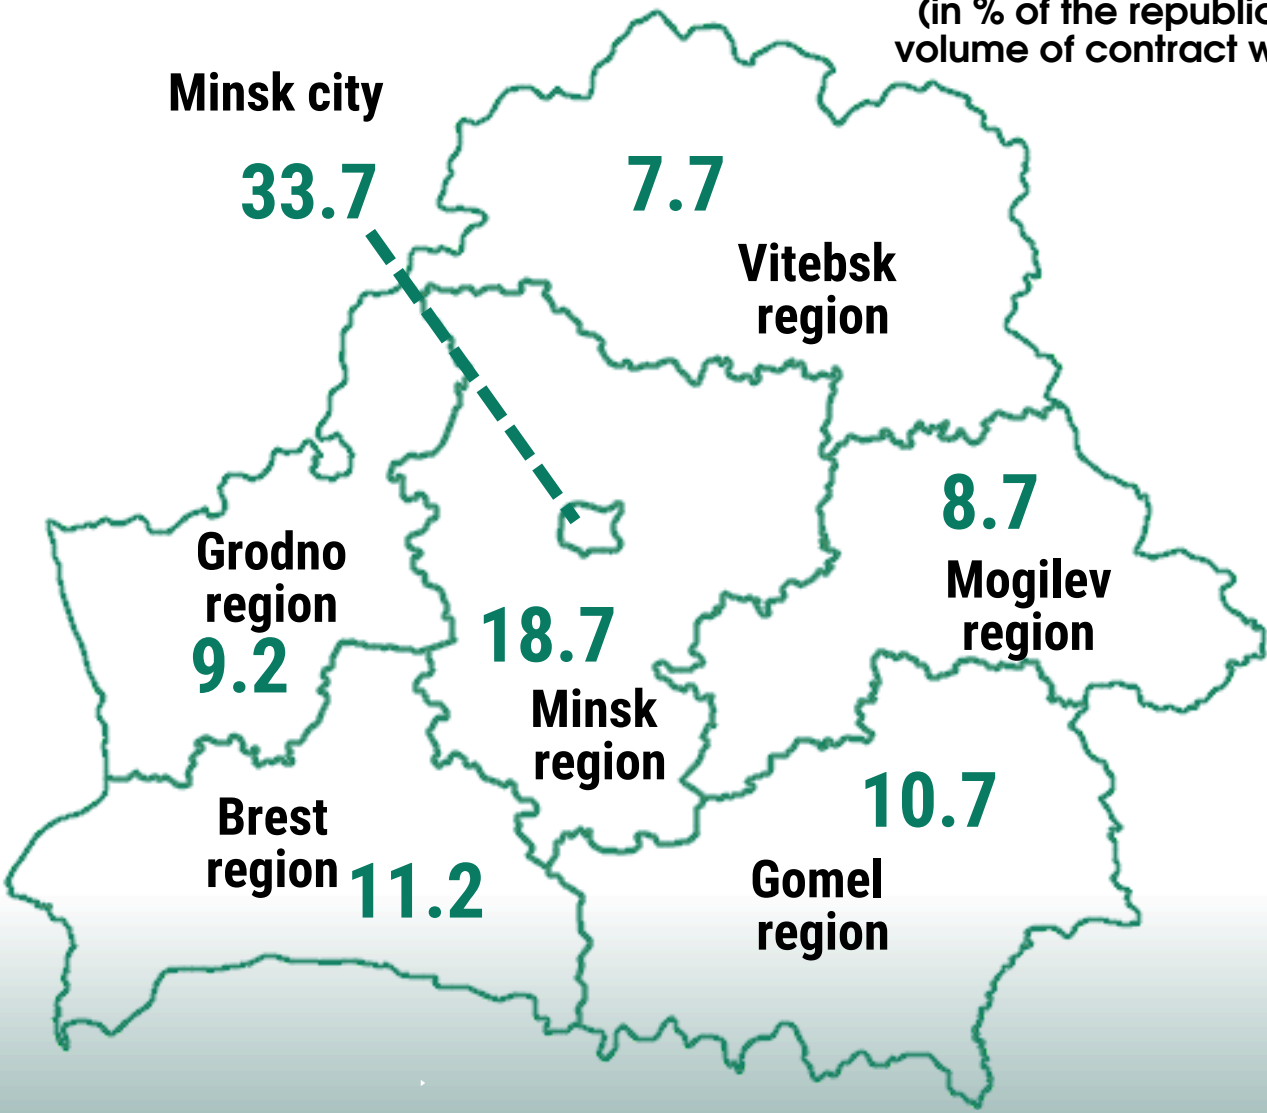 (in % of the republic
volume of contract w
Minsk city
33.7
7.7
Vitebsk
region
8.7
Mogilev
region
Grodno
region
9.2
18.7
Minsk
region
10.7
Gomel
region
Brest
region
11.2